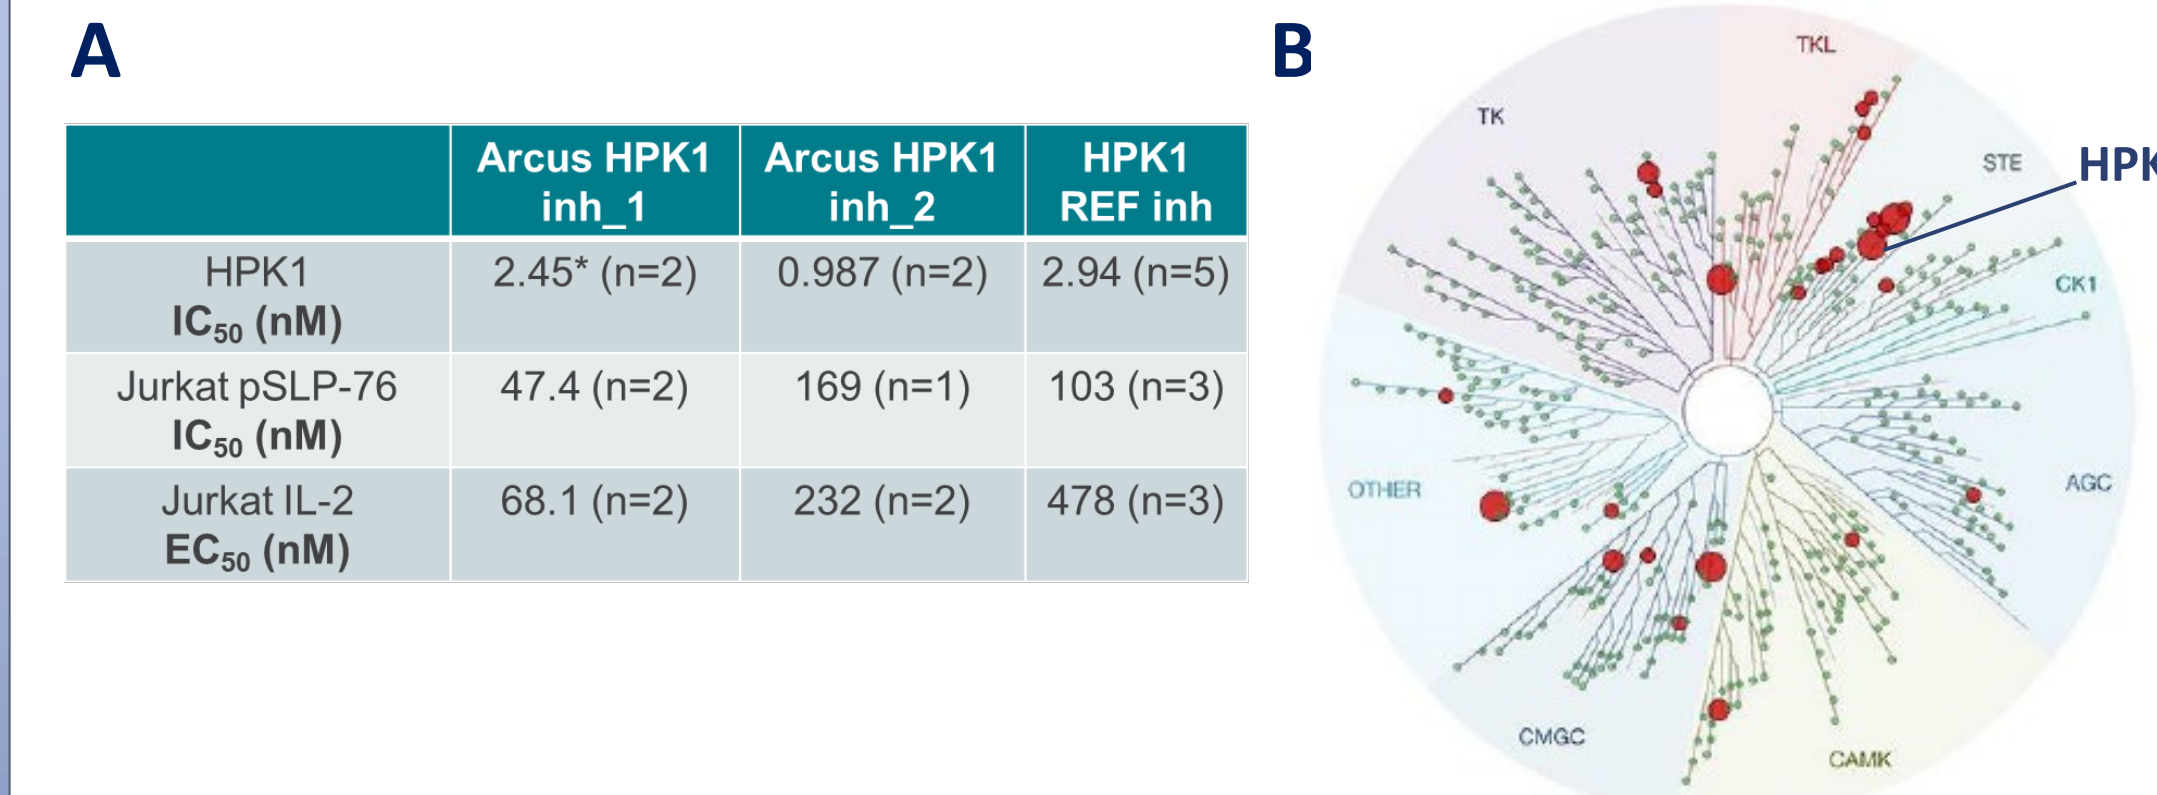 A
Arcus HPK1 inh_1
Arcus HPK1 inh_2
HPK1 REF inh
HPK1 IC₅₀ (nM)
2.45* (n=2)
0.987 (n=2)
2.94 (n=5)
Jurkat pSLP-76 IC₅₀ (nM)
47.4 (n=2)
169 (n=1)
103 (n=3)
Jurkat IL-2 EC₅₀ (nM)
68.1 (n=2)
232 (n=2)
478 (n=3)
B
TKL
TK
STE
HPK
CK1
AGC
OTHER
CMGC
CAMK